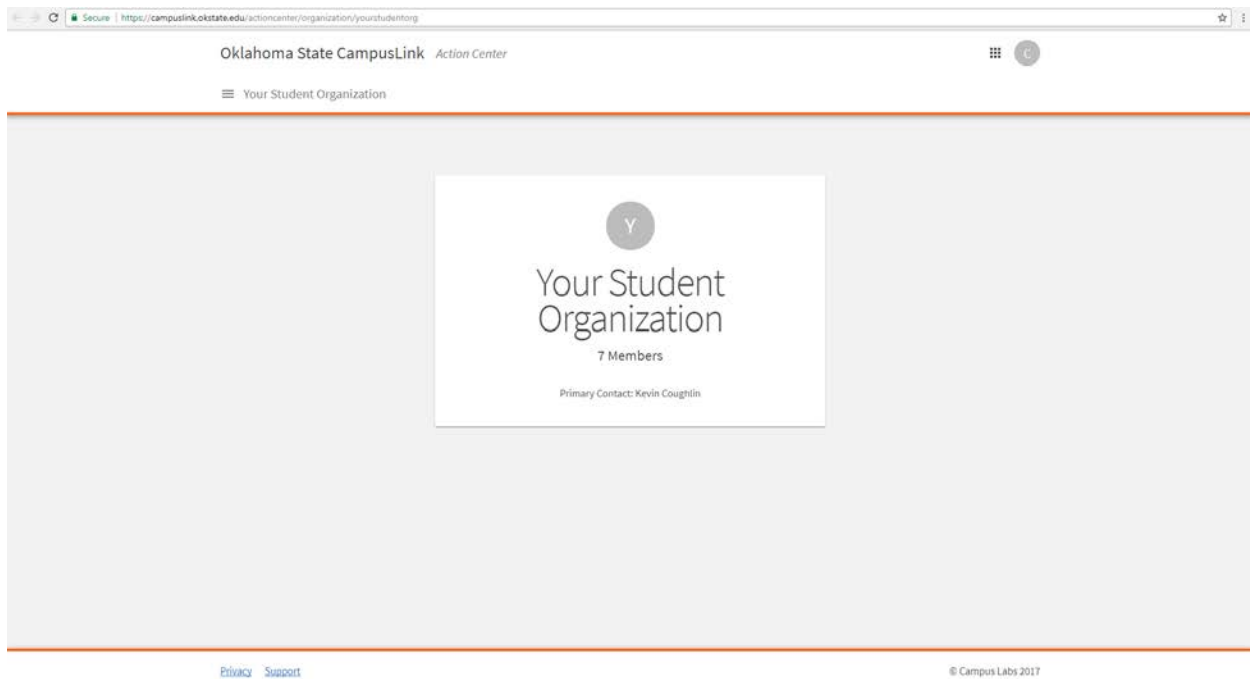 Secure | https://campuslink.okstate.edu/actioncenter/organization/yourstudentorg
Oklahoma State CampusLink Action Center
C
Your Student Organization
Y
Your Student
Organization
7 Members
Primary Contact: Kevin Coughlin
Privacy Support © Campus Labs 2017